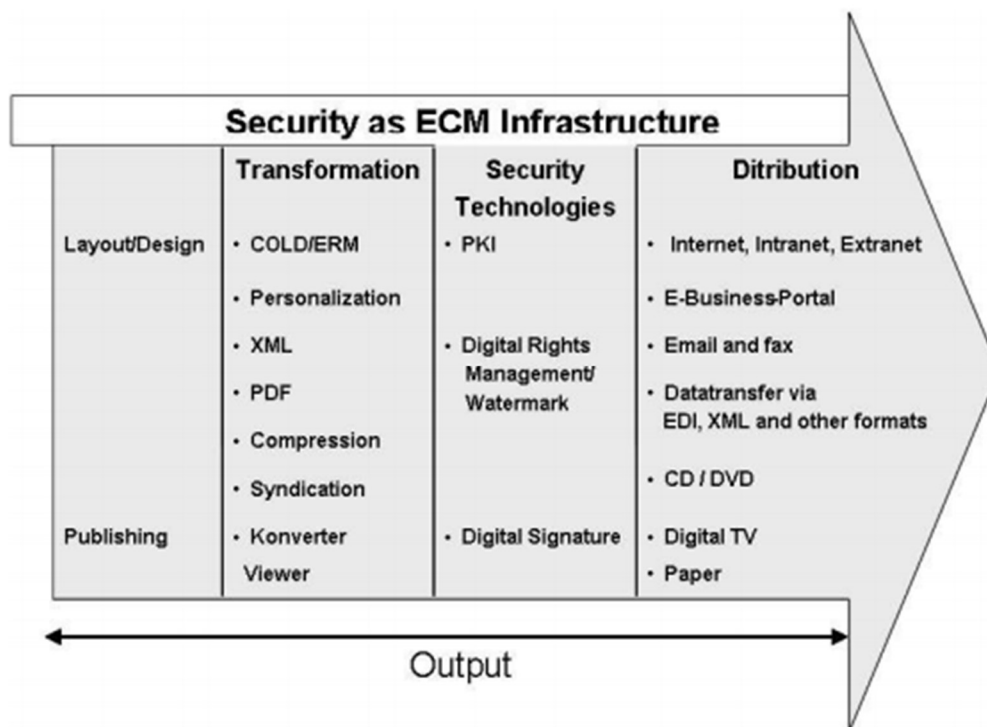 Security as ECM Infrastructure
Layout/Design
Publishing
Transformation
• COLD/ERM
• Personalization
• XML
• PDF
• Compression
• Syndication
• Konverter
Viewer
Security
Technologies
• PKI
• Digital Rights
Management/
Watermark
• Digital Signature
Ditribution
• Internet, Intranet, Extranet
• E-Business-Portal
• Email and fax
• Datatransfer via
EDI, XML and other formats
• CD / DVD
• Digital TV
• Paper
Output